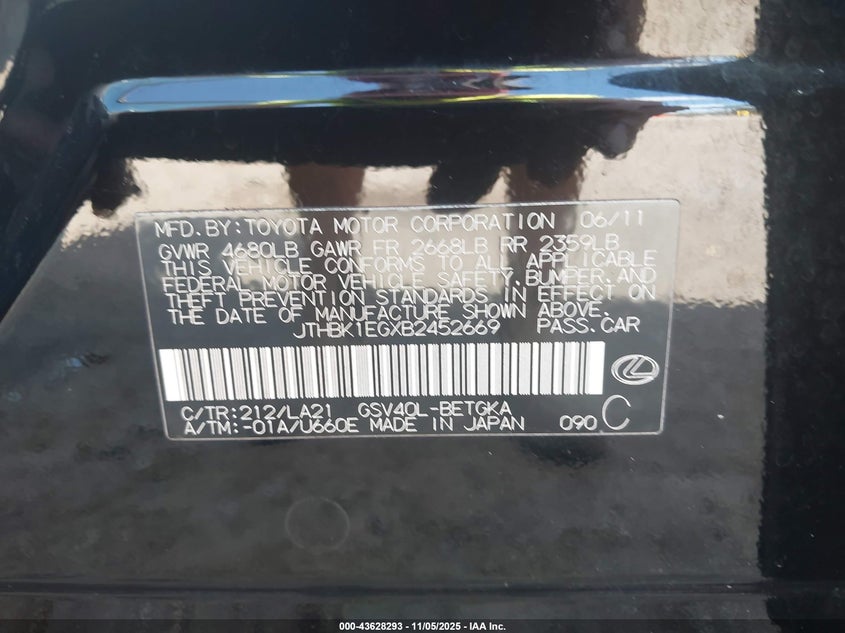 MFD.BY:TOYOTA MOTOR CORPORATION 06/11
GVWR 4680LB GAWR FR 2668LB RR 2359LB
THIS VEHICLE CONFORMS TO ALL APPLICABLE
FEDERAL MOTOR VEHICLE SAFETY,BUMPER,AND
THEFT PREVENTION STANDARDS IN EFFECT ON
THE DATE OF MANUFACTURE SHOWN ABOVE.
JTHBK1EGXB2452669 PASS.CAR
C/TR:212/LA21 GSV40L-BETGKA
A/TM:-01A/U660E MADE IN JAPAN 090 C
000-43628293 - 11/05/2025 - IAA Inc.